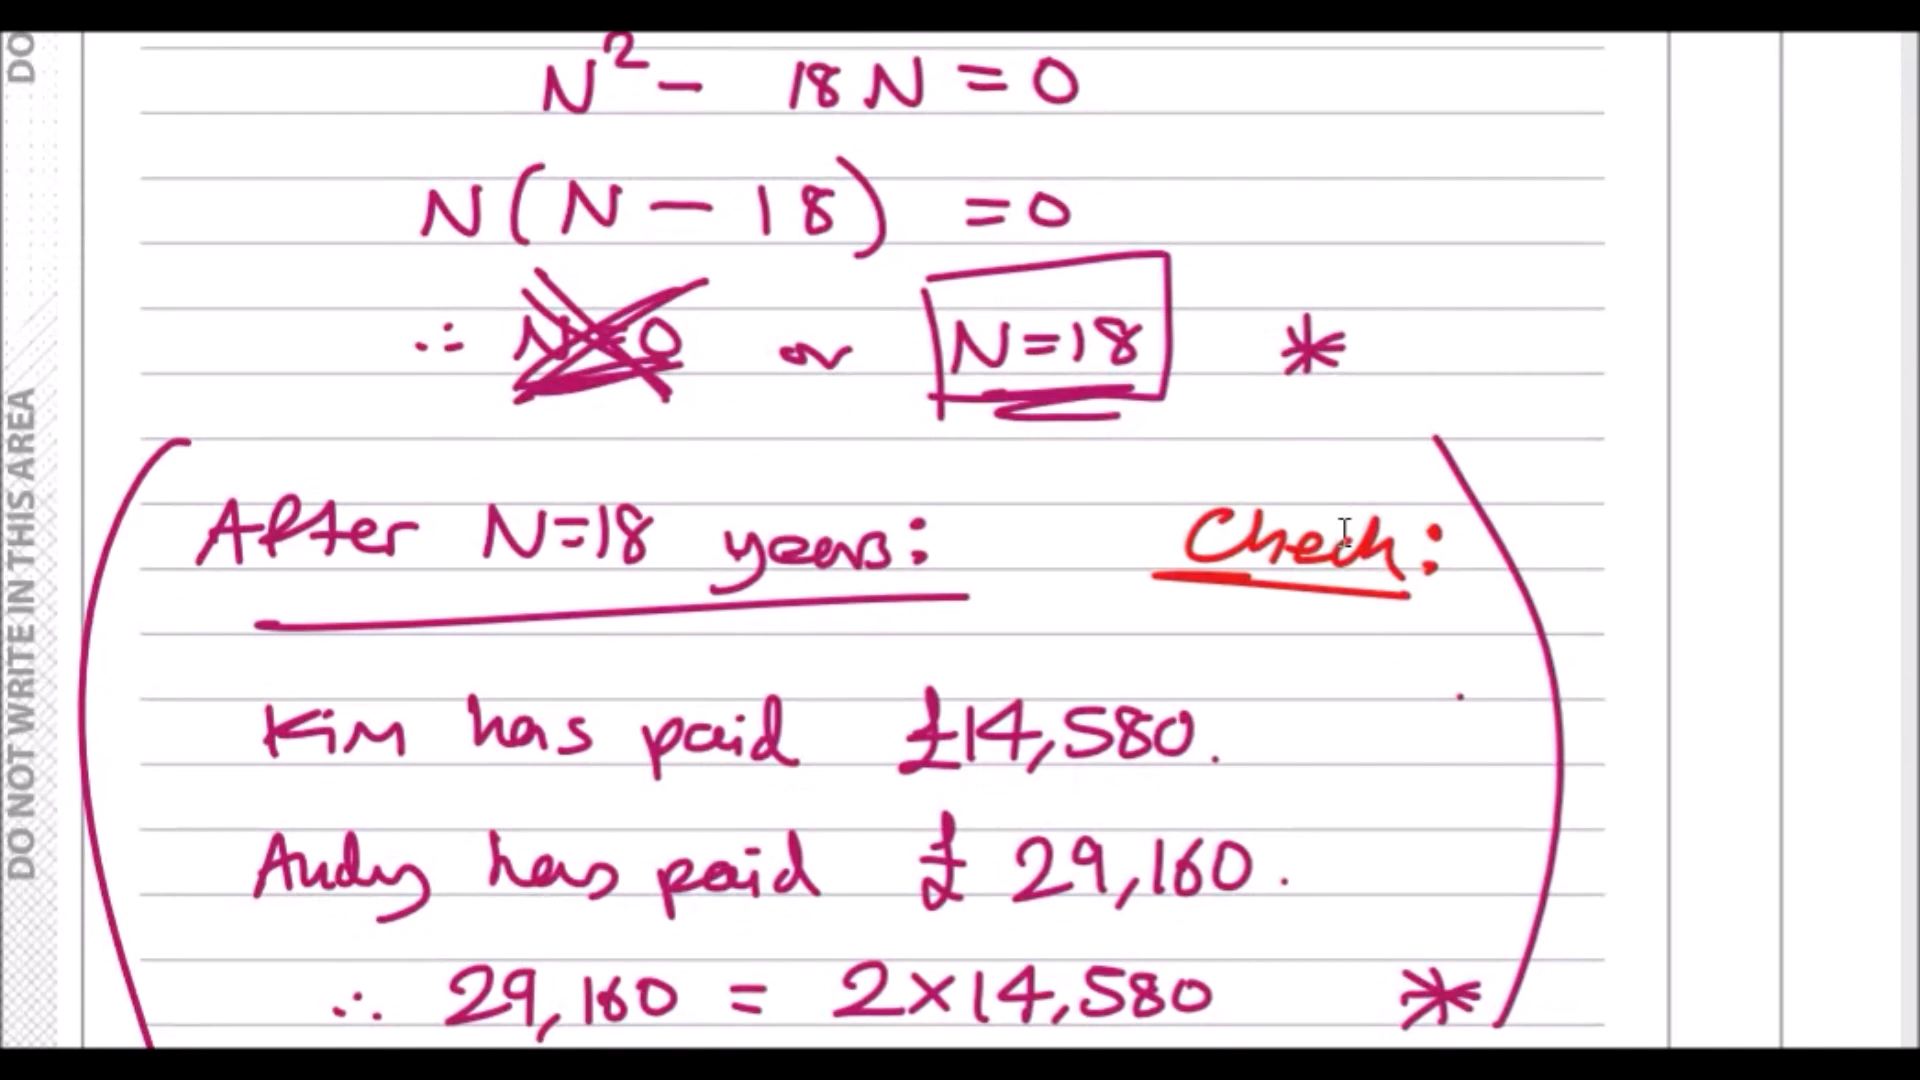 DO
N² - 18N = 0
N(N - 18) = 0
∴ N=0 or N=18 *
After N=18 years: Check:
Kim has paid £14,580.
Andy has paid £29,160.
∴ 29,160 = 2×14,580 *
DO NOT WRITE IN THIS AREA